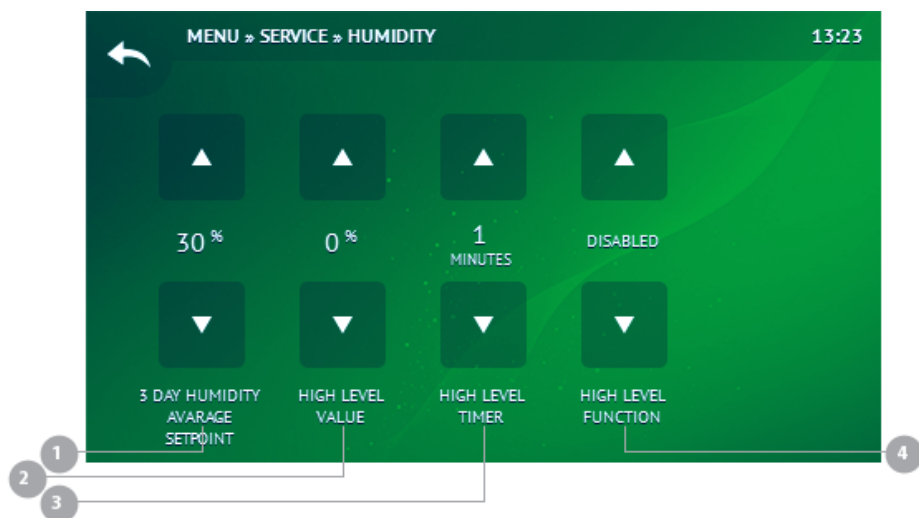 MENU » SERVICE » HUMIDITY
13:23
30 %
0 %
1
MINUTES
DISABLED
3 DAY HUMIDITY
AVARAGE
SETPOINT
HIGH LEVEL
VALUE
HIGH LEVEL
TIMER
HIGH LEVEL
FUNCTION
1
2
3
4